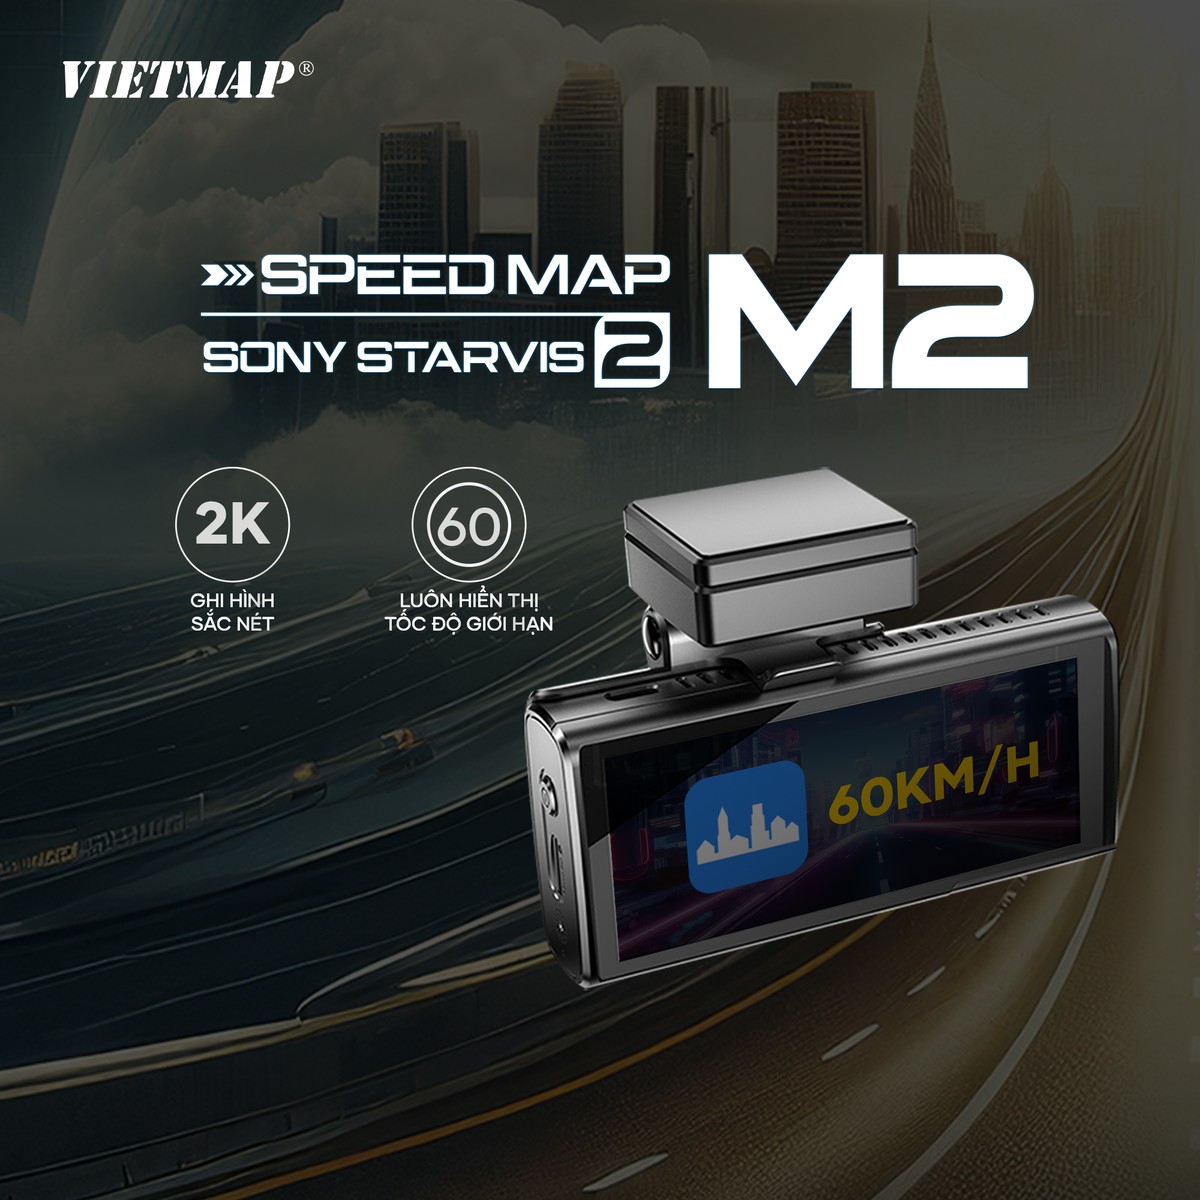 VIETMAP®
SPEED MAP
SONY STARVIS 2
M2
2K
GHI HÌNH
SẮC NÉT
60
LUÔN HIỂN THỊ
TỐC ĐỘ GIỚI HẠN
60KM/H